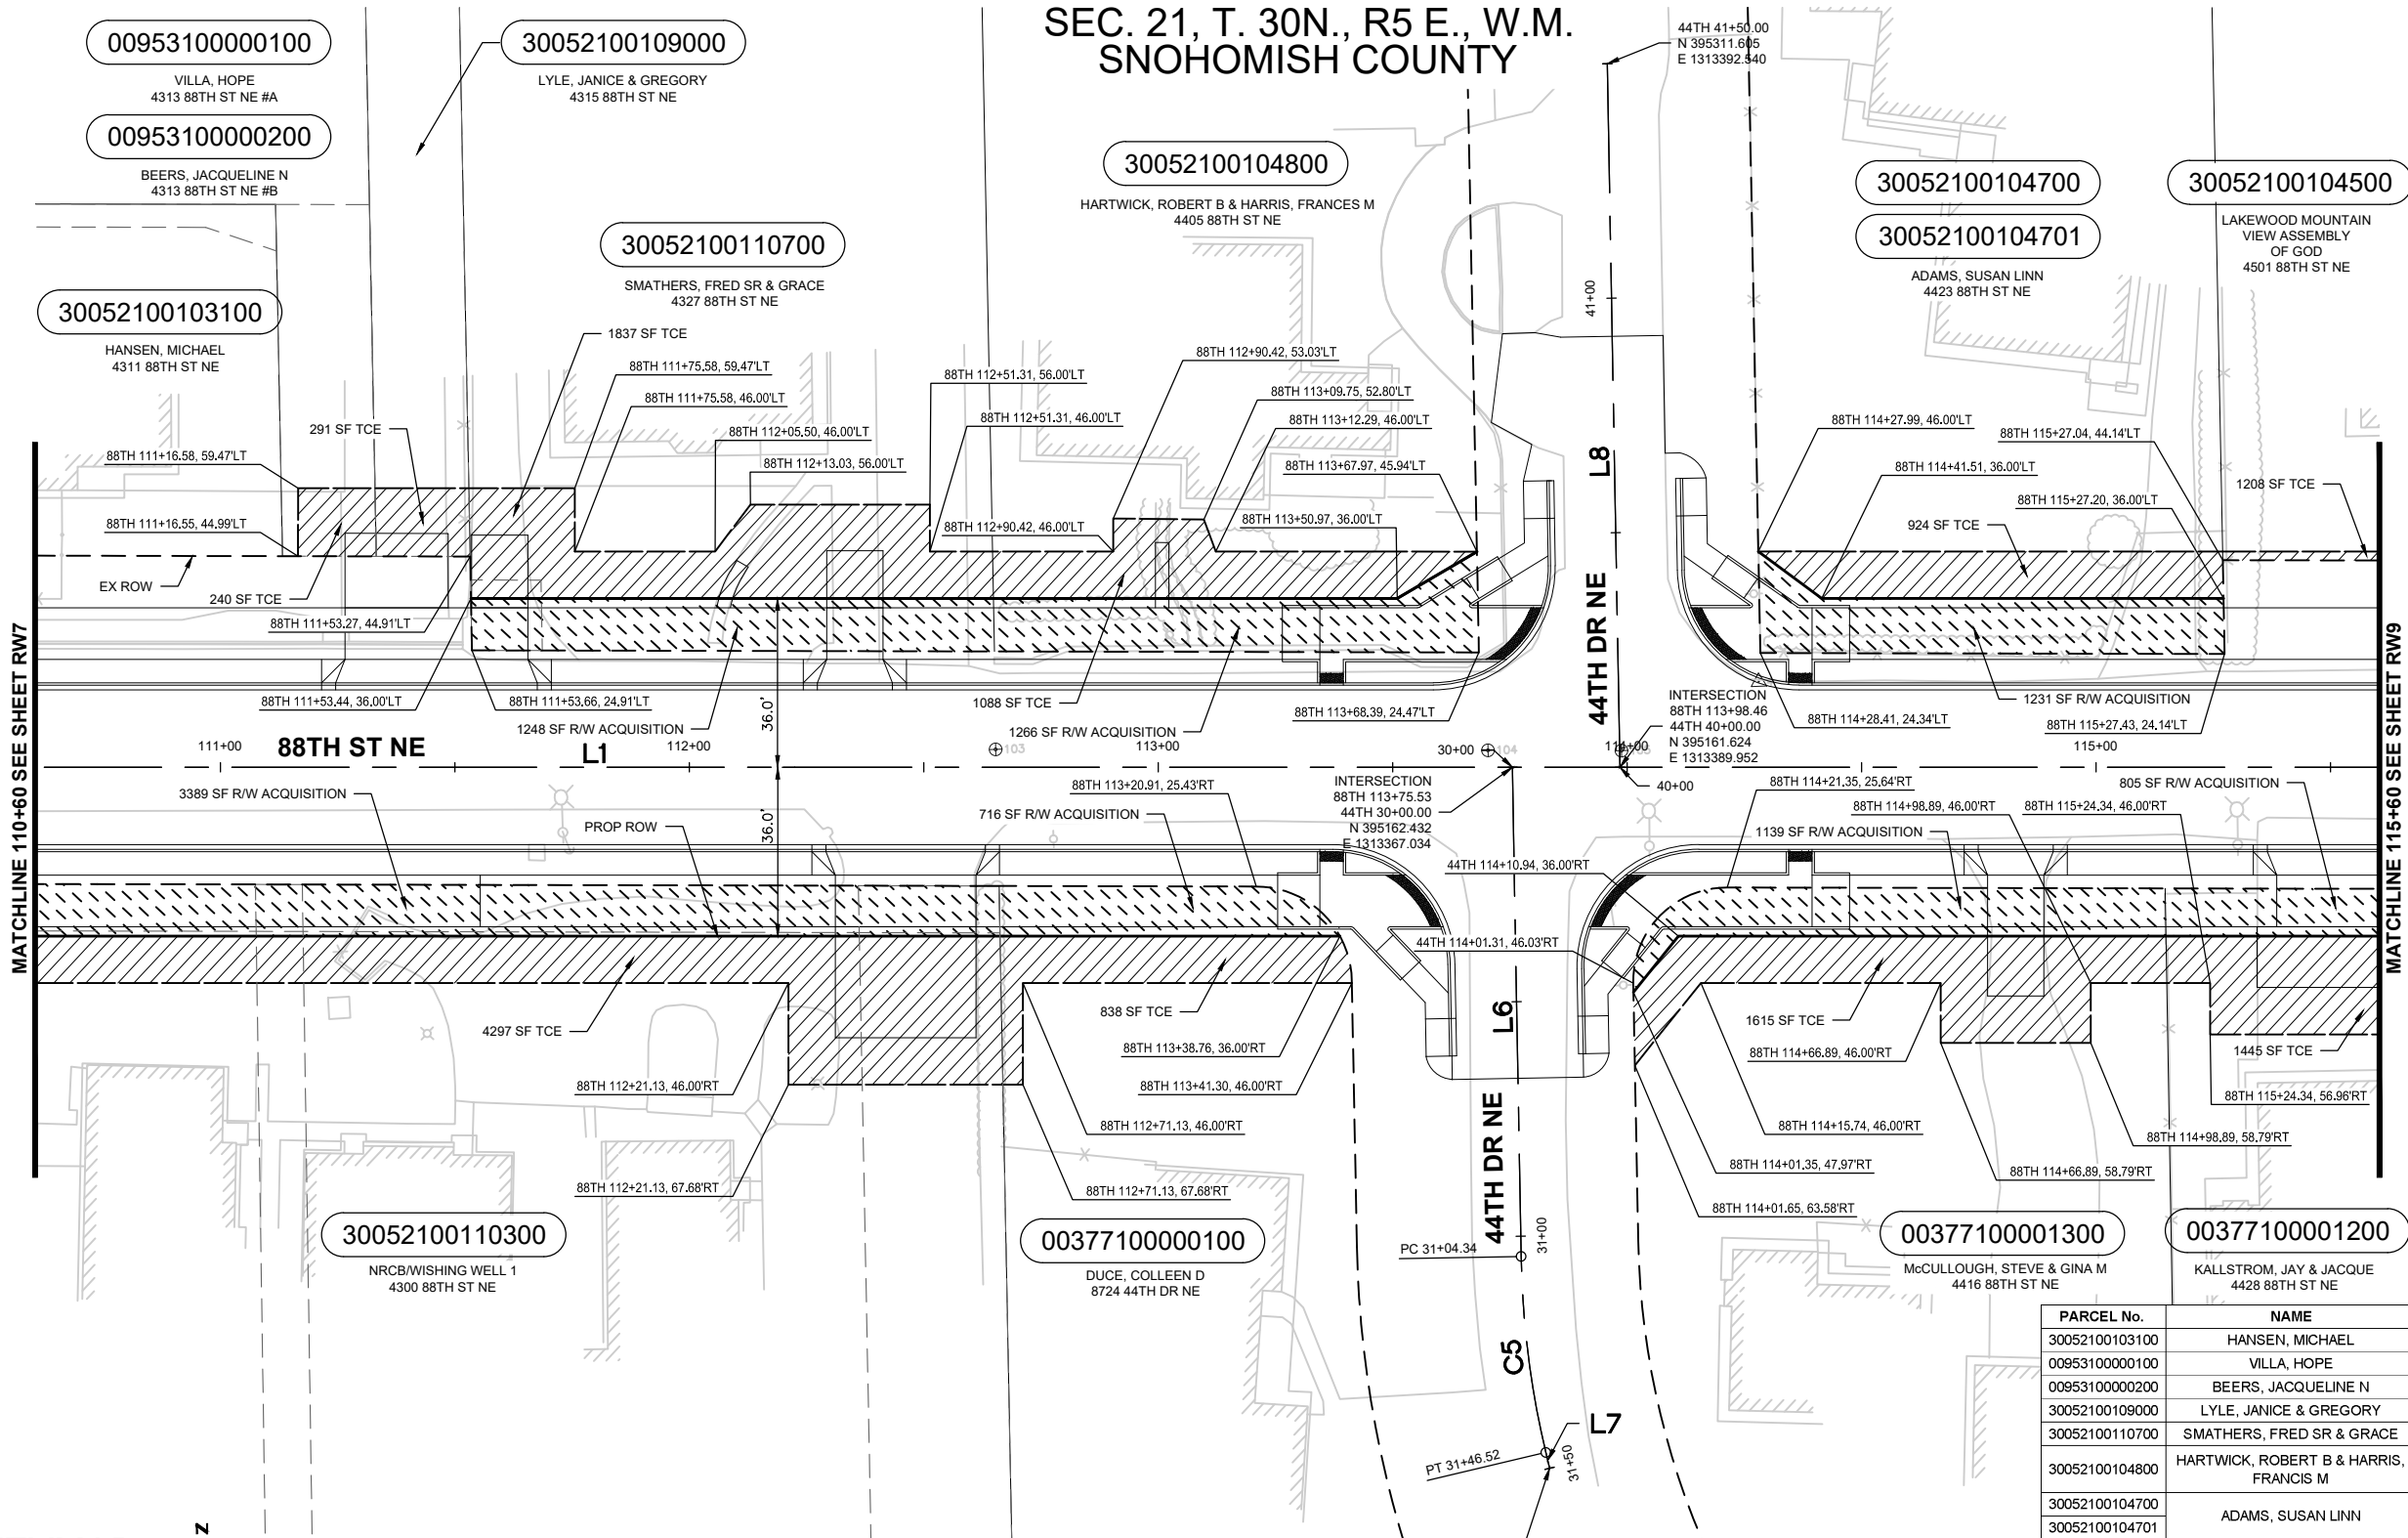 SEC. 21, T. 30N., R5 E., W.M.
SNOHOMISH COUNTY
00953100000100
VILLA, HOPE
4313 88TH ST NE #A
00953100000200
BEERS, JACQUELINE N
4313 88TH ST NE #B
30052100109000
LYLE, JANICE & GREGORY
4315 88TH ST NE
30052100103100
HANSEN, MICHAEL
4311 88TH ST NE
30052100110700
SMATHERS, FRED SR & GRACE
4327 88TH ST NE
30052100104800
HARTWICK, ROBERT B & HARRIS, FRANCES M
4405 88TH ST NE
44TH 41+50.00
N 395311.605
E 1313392.540
30052100104700
30052100104701
ADAMS, SUSAN LINN
4423 88TH ST NE
30052100104500
LAKEWOOD MOUNTAIN
VIEW ASSEMBLY
OF GOD
4501 88TH ST NE
1837 SF TCE
88TH 111+75.58, 59.47'LT
88TH 111+75.58, 46.00'LT
291 SF TCE
88TH 111+16.58, 59.47'LT
88TH 111+16.55, 44.99'LT
EX ROW
240 SF TCE
88TH 111+53.27, 44.91'LT
88TH 111+53.44, 36.00'LT
88TH 111+53.66, 24.91'LT
88TH 112+05.50, 46.00'LT
88TH 112+13.03, 56.00'LT
88TH 112+51.31, 56.00'LT
88TH 112+51.31, 46.00'LT
88TH 112+90.42, 53.03'LT
88TH 112+90.42, 46.00'LT
88TH 113+09.75, 52.80'LT
88TH 113+12.29, 46.00'LT
88TH 113+67.97, 45.94'LT
88TH 113+50.97, 36.00'LT
88TH 113+68.39, 24.47'LT
1248 SF R/W ACQUISITION
1088 SF TCE
1266 SF R/W ACQUISITION
41+00
L8
44TH DR NE
88TH 114+27.99, 46.00'LT
88TH 114+41.51, 36.00'LT
88TH 115+27.04, 44.14'LT
88TH 115+27.20, 36.00'LT
924 SF TCE
1208 SF TCE
1231 SF R/W ACQUISITION
88TH 114+28.41, 24.34'LT
88TH 115+27.43, 24.14'LT
INTERSECTION
88TH 113+98.46
44TH 40+00.00
N 395161.624
E 1313389.952
MATCHLINE 110+60 SEE SHEET RW7
MATCHLINE 115+60 SEE SHEET RW9
111+00
88TH ST NE
L1
112+00
36.0'
36.0'
103
113+00
30+00
104
114+00
40+00
115+00
INTERSECTION
88TH 113+75.53
44TH 30+00.00
N 395162.432
E 1313367.034
3389 SF R/W ACQUISITION
PROP ROW
88TH 113+20.91, 25.43'RT
716 SF R/W ACQUISITION
88TH 114+21.35, 25.64'RT
88TH 114+98.89, 46.00'RT
88TH 115+24.34, 46.00'RT
805 SF R/W ACQUISITION
1139 SF R/W ACQUISITION
44TH 114+10.94, 36.00'RT
44TH 114+01.31, 46.03'RT
4297 SF TCE
838 SF TCE
88TH 113+38.76, 36.00'RT
88TH 113+41.30, 46.00'RT
88TH 112+21.13, 46.00'RT
88TH 112+71.13, 46.00'RT
88TH 112+21.13, 67.68'RT
88TH 112+71.13, 67.68'RT
L6
44TH DR NE
1615 SF TCE
88TH 114+66.89, 46.00'RT
1445 SF TCE
88TH 115+24.34, 56.96'RT
88TH 114+15.74, 46.00'RT
88TH 114+98.89, 58.79'RT
88TH 114+01.35, 47.97'RT
88TH 114+66.89, 58.79'RT
88TH 114+01.65, 63.58'RT
30052100110300
NRCB/WISHING WELL 1
4300 88TH ST NE
00377100000100
DUCE, COLLEEN D
8724 44TH DR NE
PC 31+04.34
31+00
C5
L7
PT 31+46.52
31+50
00377100001300
McCULLOUGH, STEVE & GINA M
4416 88TH ST NE
00377100001200
KALLSTROM, JAY & JACQUE
4428 88TH ST NE
PARCEL No. NAME
30052100103100 HANSEN, MICHAEL
00953100000100 VILLA, HOPE
00953100000200 BEERS, JACQUELINE N
30052100109000 LYLE, JANICE & GREGORY
30052100110700 SMATHERS, FRED SR & GRACE
30052100104800 HARTWICK, ROBERT B & HARRIS,
FRANCIS M
30052100104700
30052100104701
ADAMS, SUSAN LINN
Z